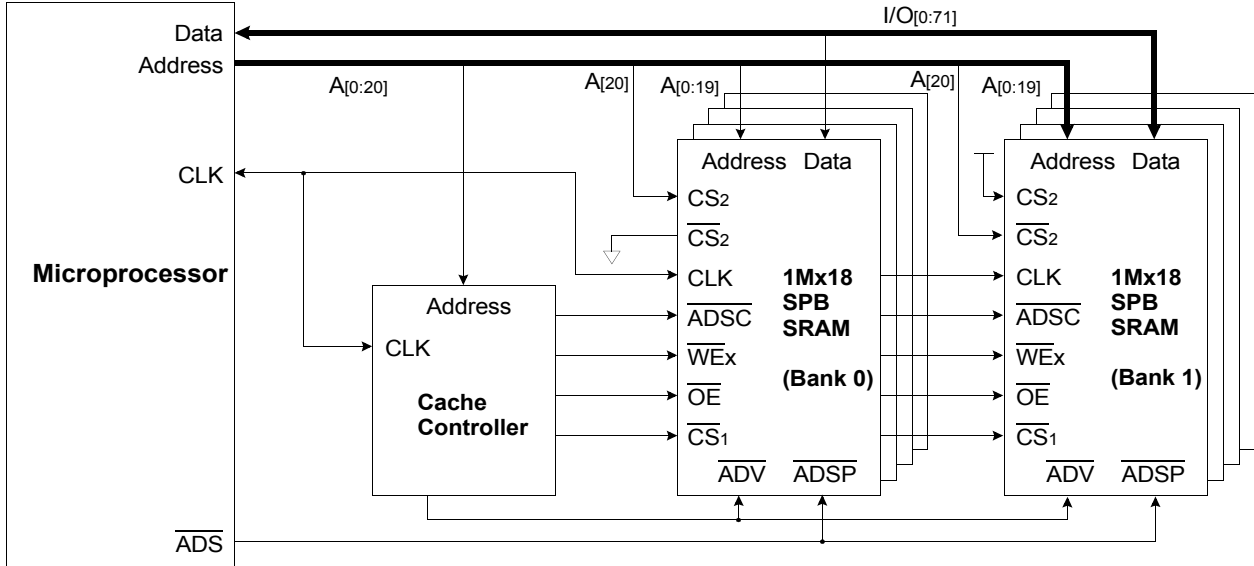 I/O[0:71]
Data
Address
A[0:20]
A[20]
A[0:19]
A[20]
A[0:19]
CLK
Microprocessor
ADS
Address
CLK
Cache
Controller
Address Data
CS2
CS2
CLK
ADSC
WEx
OE
CS1
ADV ADSP
1Mx18
SPB
SRAM
(Bank 0)
Address Data
CS2
CS2
CLK
ADSC
WEx
OE
CS1
ADV ADSP
1Mx18
SPB
SRAM
(Bank 1)